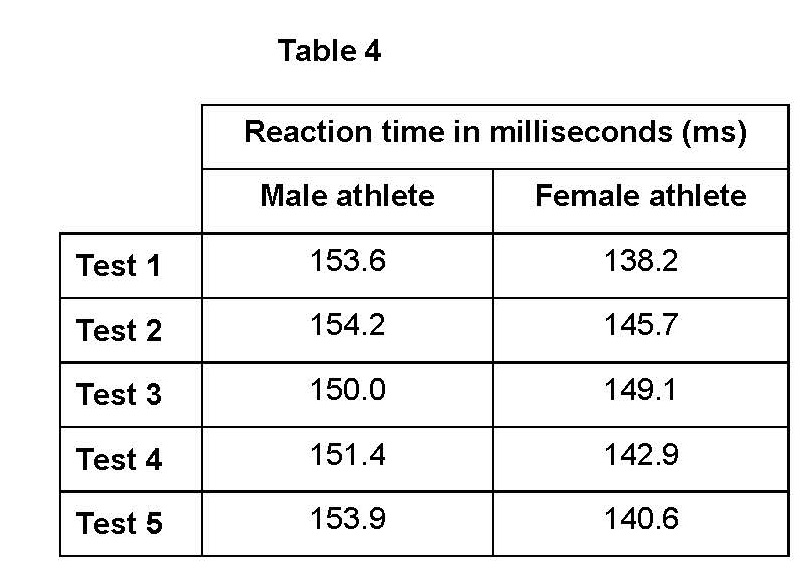 Table 4
Reaction time in milliseconds (ms)
Male athlete Female athlete
Test 1 153.6 138.2
Test 2 154.2 145.7
Test 3 150.0 149.1
Test 4 151.4 142.9
Test 5 153.9 140.6